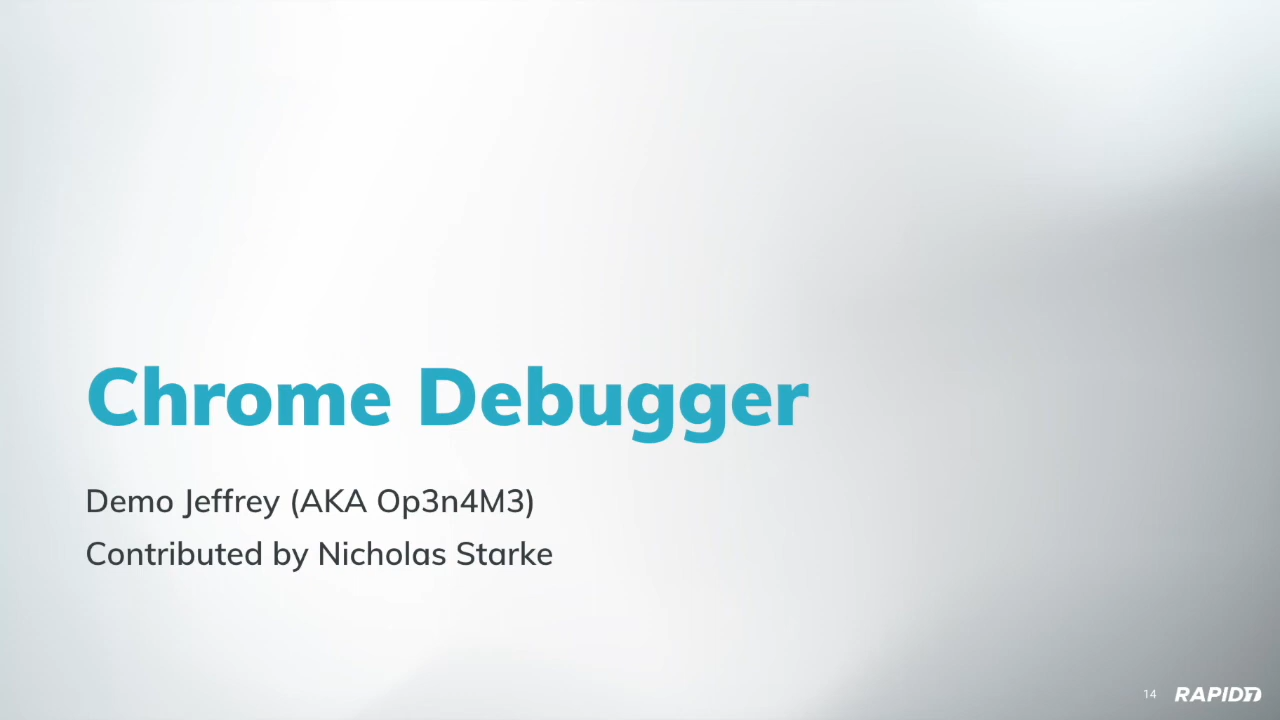 Chrome Debugger
Demo Jeffrey (AKA Op3n4M3)
Contributed by Nicholas Starke
14
RAPID7